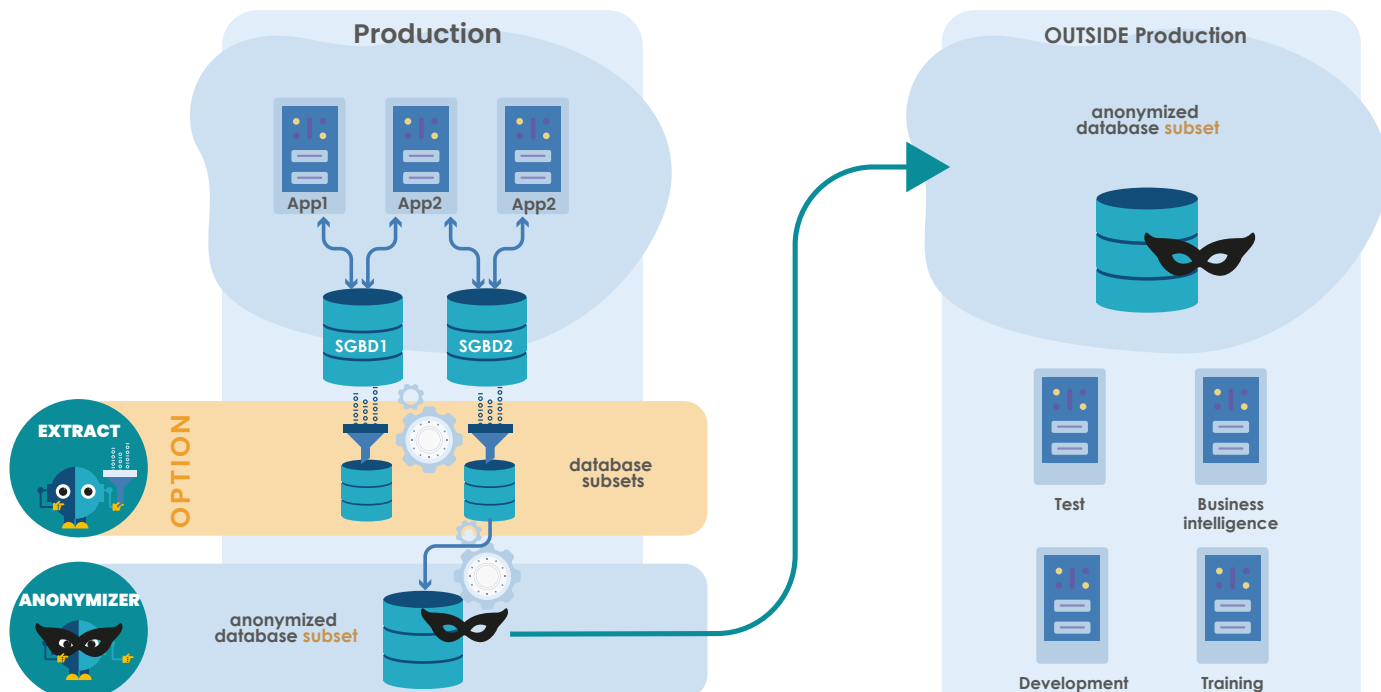 Production
OUTSIDE Production
anonymized
database subset
App1
App2
App2
SGBD1
SGBD2
EXTRACT
OPTION
database
subsets
Test
Business
intelligence
ANONYMIZER
anonymized
database subset
Development
Training